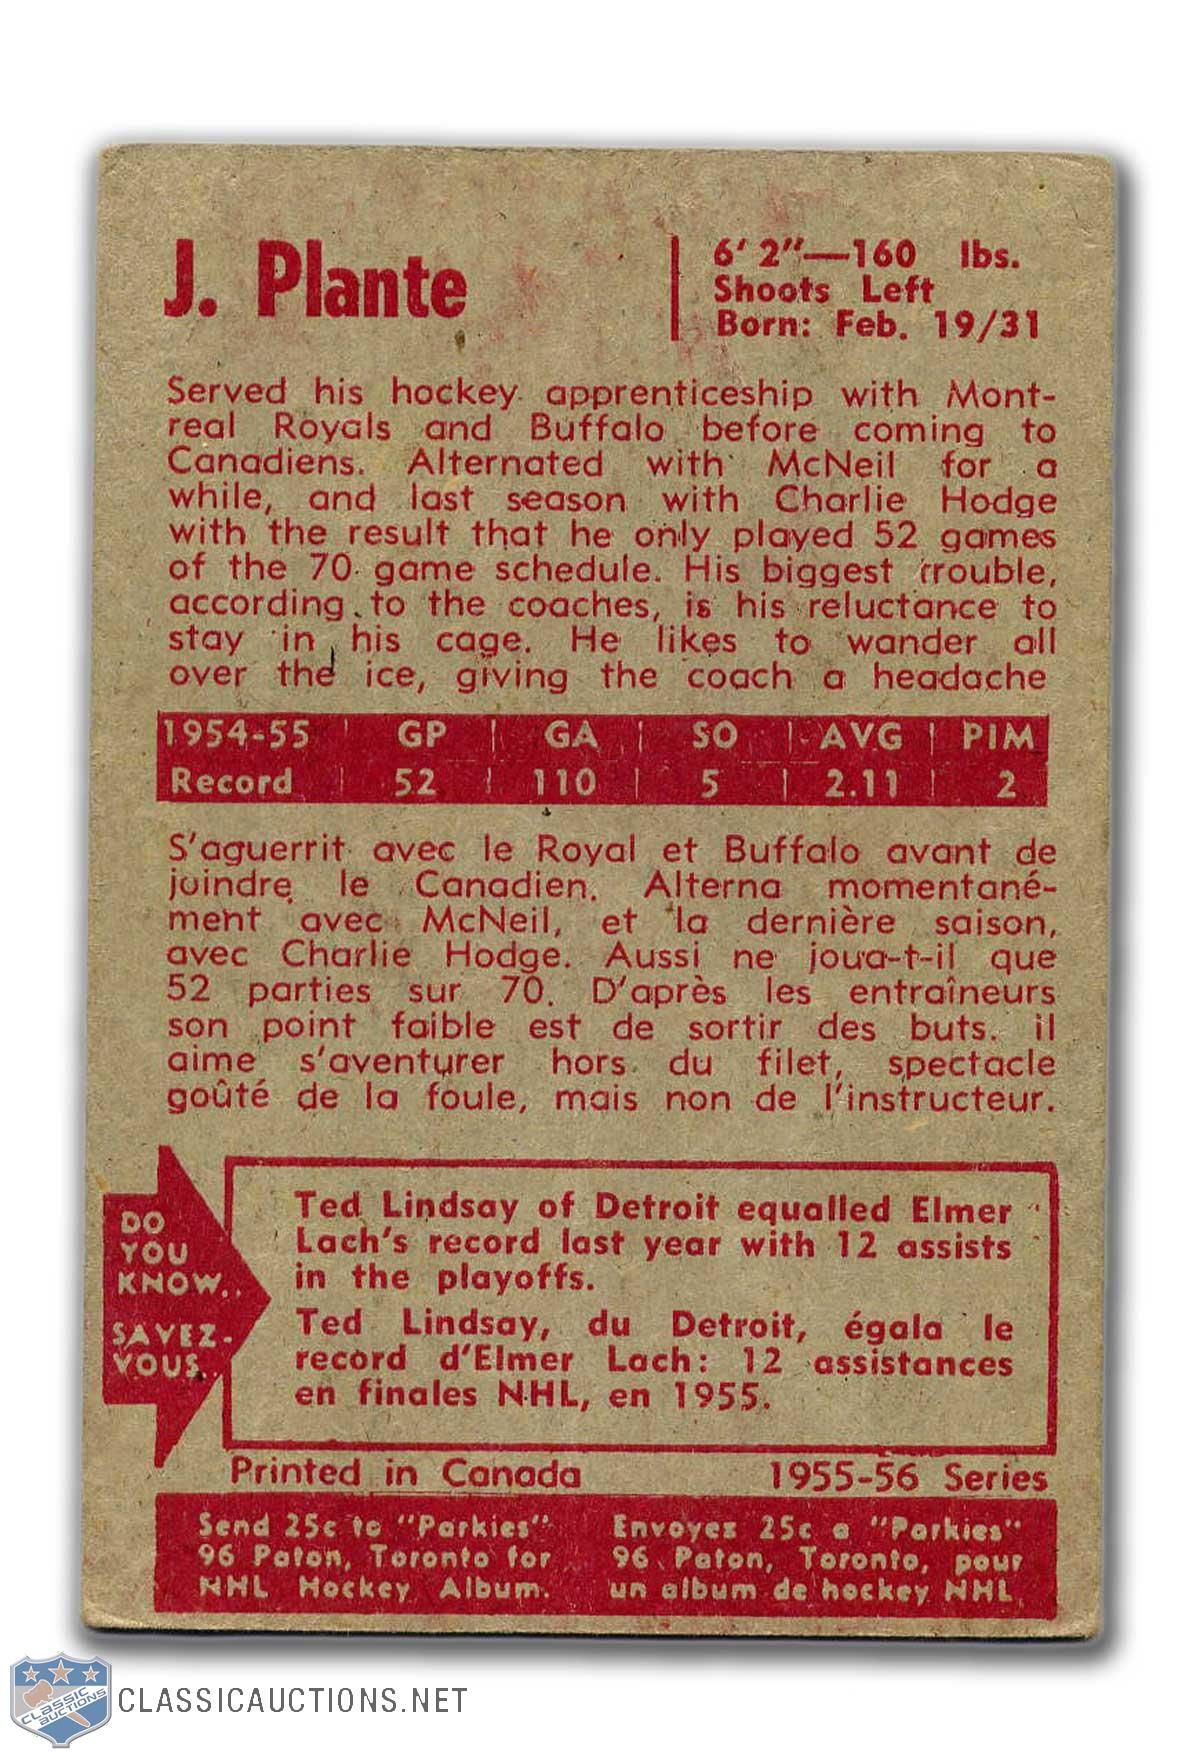 J. Plante
6' 2"—160 lbs.
Shoots Left
Born: Feb. 19/31
Served his hockey apprenticeship with Mont-
real Royals and Buffalo before coming to
Canadiens. Alternated with McNeil for a
while, and last season with Charlie Hodge
with the result that he only played 52 games
of the 70 game schedule. His biggest trouble,
according to the coaches, is his reluctance to
stay in his cage. He likes to wander all
over the ice, giving the coach a headache
1954-55 GP GA SO AVG PIM
Record 52 110 5 2.11 2
S'aguerrit avec le Royal et Buffalo avant de
joindre le Canadien. Alterna momentané-
ment avec McNeil, et la dernière saison,
avec Charlie Hodge. Aussi ne joua-t-il que
52 parties sur 70. D'après les entraîneurs
son point faible est de sortir des buts. il
aime s'aventurer hors du filet, spectacle
goûté de la foule, mais non de l'instructeur.
DO
YOU
KNOW..
SAVEZ-
VOUS..
Ted Lindsay of Detroit equalled Elmer
Lach's record last year with 12 assists
in the playoffs.
Ted Lindsay, du Detroit, égala le
record d'Elmer Lach: 12 assistances
en finales NHL, en 1955.
Printed in Canada 1955-56 Series
Send 25c to "Parkies"
96 Paton, Toronto for
NHL Hockey Album.
Envoyez 25c a "Parkies"
96 Paton, Toronto, pour
un album de hockey NHL
CLASSIC
AUCTIONS
CLASSICAUCTIONS.NET